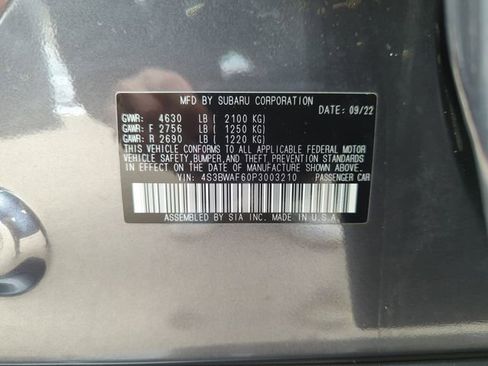 MFD BY SUBARU CORPORATION
DATE: 09/22
GVWR: 4630 LB ( 2100 KG)
GAWR: F 2756 LB ( 1250 KG)
GAWR: R 2690 LB ( 1220 KG)
THIS VEHICLE CONFORMS TO ALL APPLICABLE FEDERAL MOTOR
VEHICLE SAFETY, BUMPER, AND THEFT PREVENTION STANDARDS
IN EFFECT ON THE DATE OF MANUFACTURE SHOWN ABOVE.
VIN: 4S3BWAF60P3003210 PASSENGER CAR
ASSEMBLED BY SIA INC. MADE IN U.S.A.